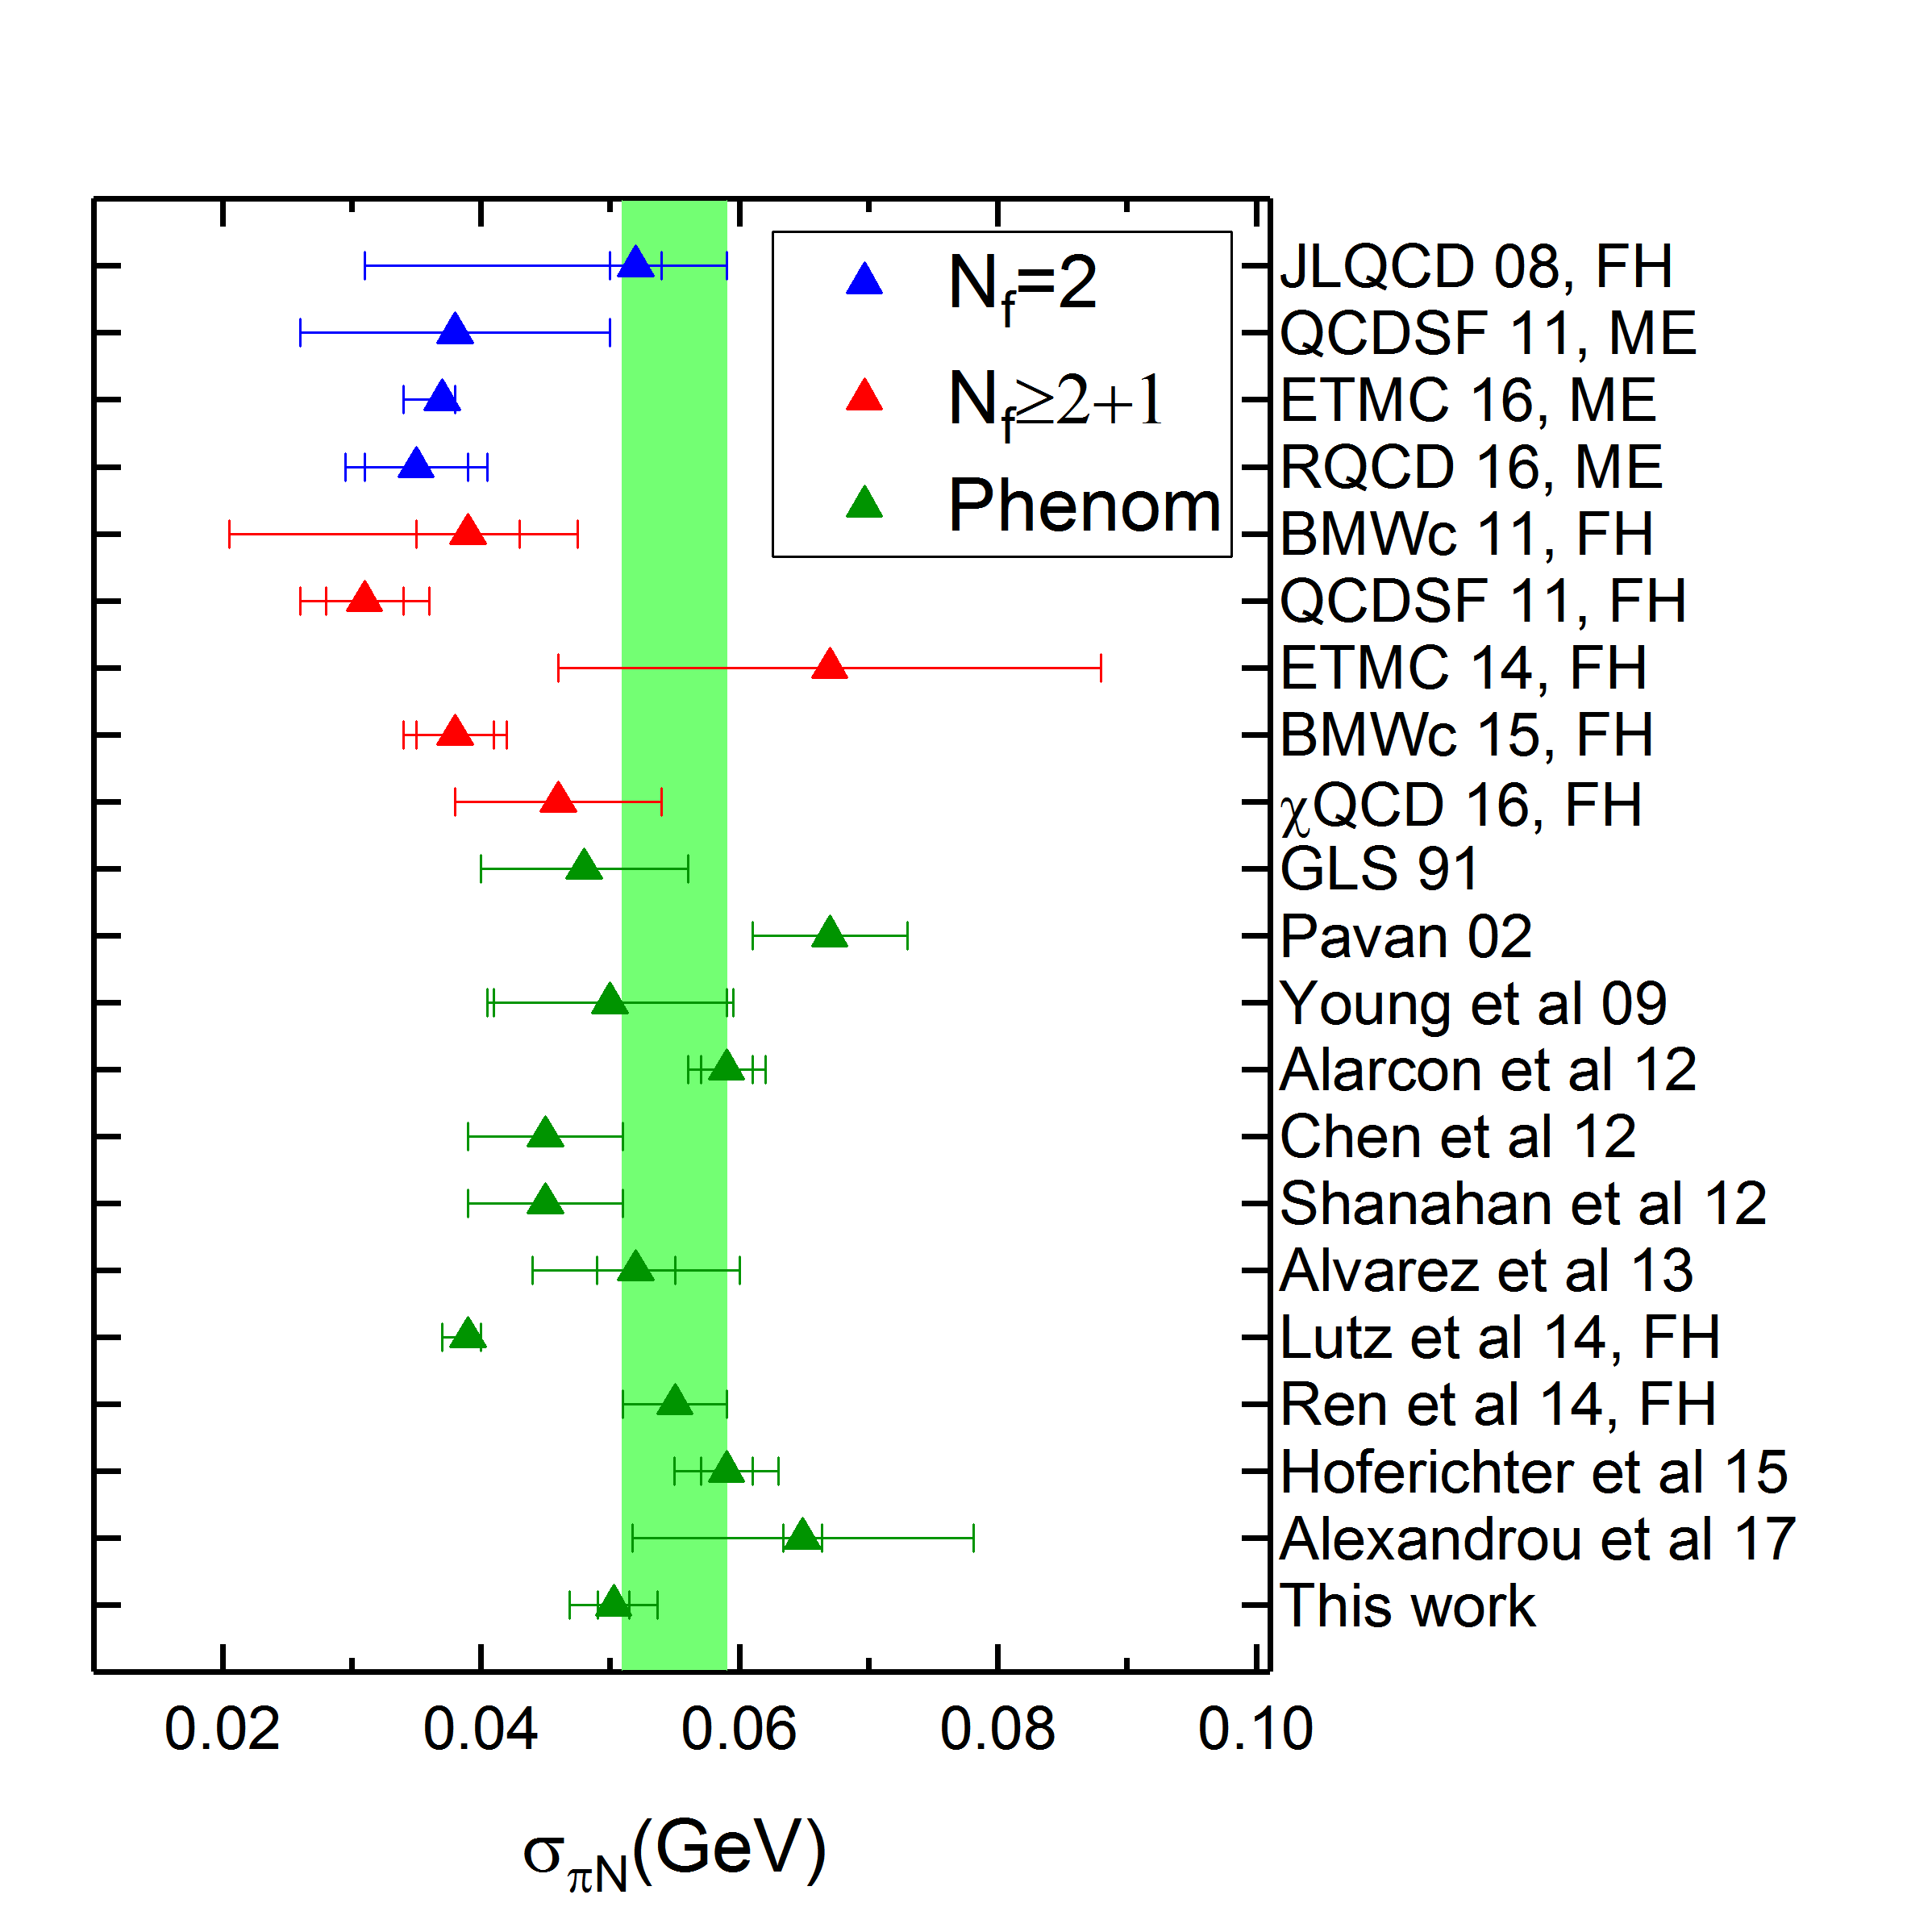 N_f=2
N_f≥2+1
Phenom
JLQCD 08, FH
QCDSF 11, ME
ETMC 16, ME
RQCD 16, ME
BMWc 11, FH
QCDSF 11, FH
ETMC 14, FH
BMWc 15, FH
χQCD 16, FH
GLS 91
Pavan 02
Young et al 09
Alarcon et al 12
Chen et al 12
Shanahan et al 12
Alvarez et al 13
Lutz et al 14, FH
Ren et al 14, FH
Hoferichter et al 15
Alexandrou et al 17
This work
0.02 0.04 0.06 0.08 0.10
σ_πN(GeV)